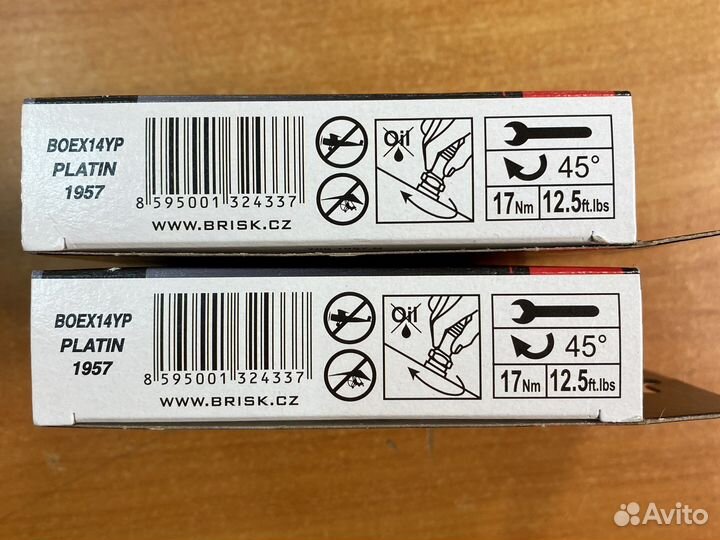 BOEX14YP
PLATIN
1957
8 595001 324337
WWW.BRISK.CZ
Oil
45°
17Nm 12.5ft.lbs
BOEX14YP
PLATIN
1957
8 595001 324337
WWW.BRISK.CZ
Oil
45°
17Nm 12.5ft.lbs
Avito